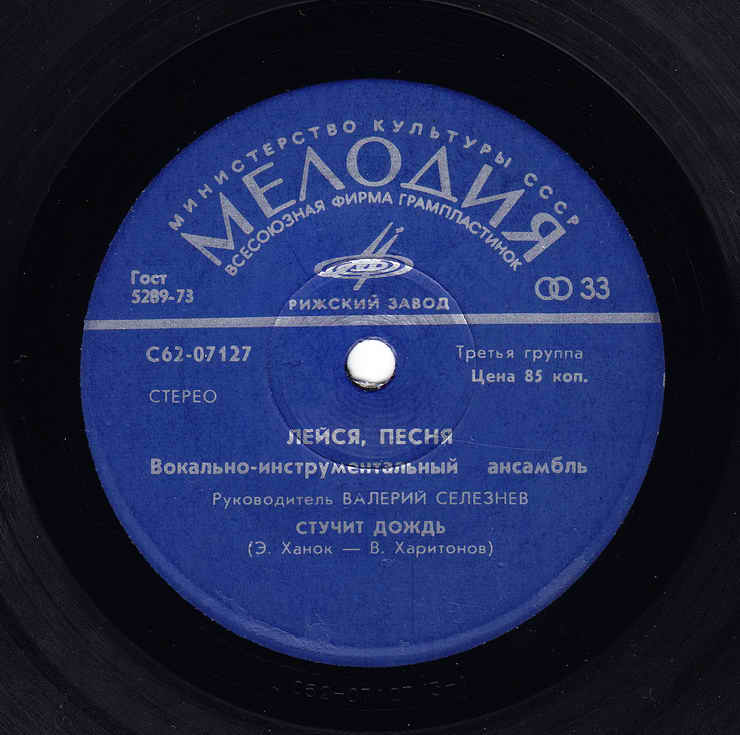 МИНИСТЕРСТВО КУЛЬТУРЫ СССР
МЕЛОДИЯ
ВСЕСОЮЗНАЯ ФИРМА ГРАМПЛАСТИНОК
Гост
5289-73
33
РИЖСКИЙ ЗАВОД
С62-07127
Третья группа
Цена 85 коп.
СТЕРЕО
ЛЕЙСЯ, ПЕСНЯ
Вокально-инструментальный ансамбль
Руководитель ВАЛЕРИЙ СЕЛЕЗНЕВ
СТУЧИТ ДОЖДЬ
(Э. Ханок — В. Харитонов)